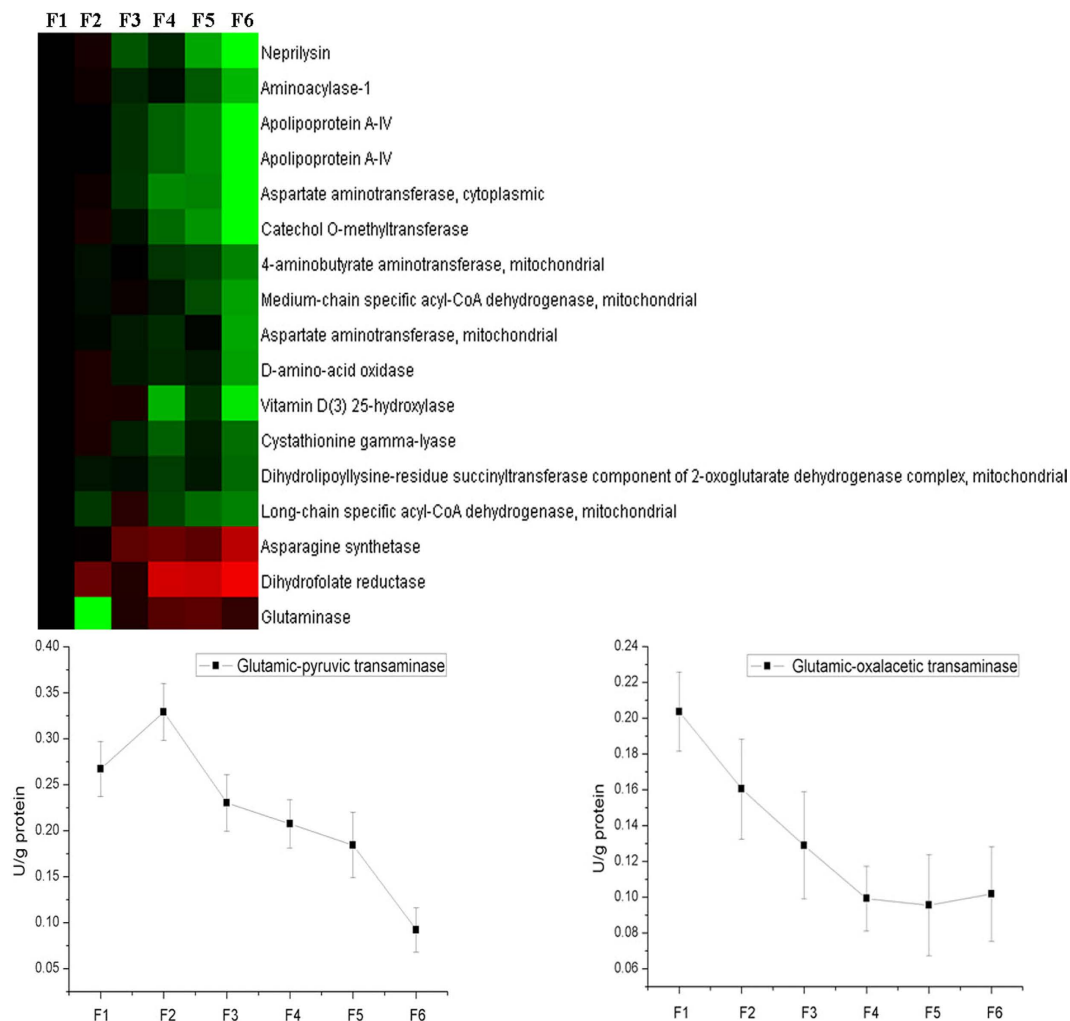 F1 F2 F3 F4 F5 F6
Neprilysin
Aminoacylase-1
Apolipoprotein A-IV
Apolipoprotein A-IV
Aspartate aminotransferase, cytoplasmic
Catechol O-methyltransferase
4-aminobutyrate aminotransferase, mitochondrial
Medium-chain specific acyl-CoA dehydrogenase, mitochondrial
Aspartate aminotransferase, mitochondrial
D-amino-acid oxidase
Vitamin D(3) 25-hydroxylase
Cystathionine gamma-lyase
Dihydrolipoyllysine-residue succinyltransferase component of 2-oxoglutarate dehydrogenase complex, mitochondrial
Long-chain specific acyl-CoA dehydrogenase, mitochondrial
Asparagine synthetase
Dihydrofolate reductase
Glutaminase
Glutamic-pyruvic transaminase
U/g protein
0.40
0.35
0.30
0.25
0.20
0.15
0.10
0.05
F1 F2 F3 F4 F5 F6
Glutamic-oxalacetic transaminase
U/g protein
0.24
0.22
0.20
0.18
0.16
0.14
0.12
0.10
0.08
0.06
F1 F2 F3 F4 F5 F6